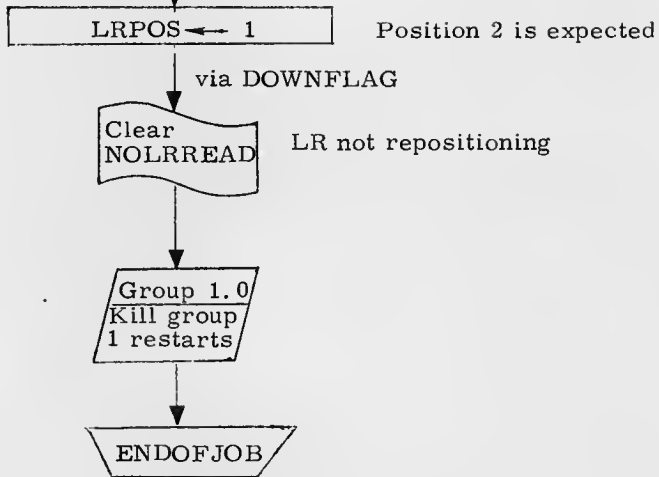 LRPOS ← 1 Position 2 is expected
via DOWNFLAG
Clear
NOLRREAD LR not repositioning
Group 1.0
Kill group
1 restarts
ENDOFJOB